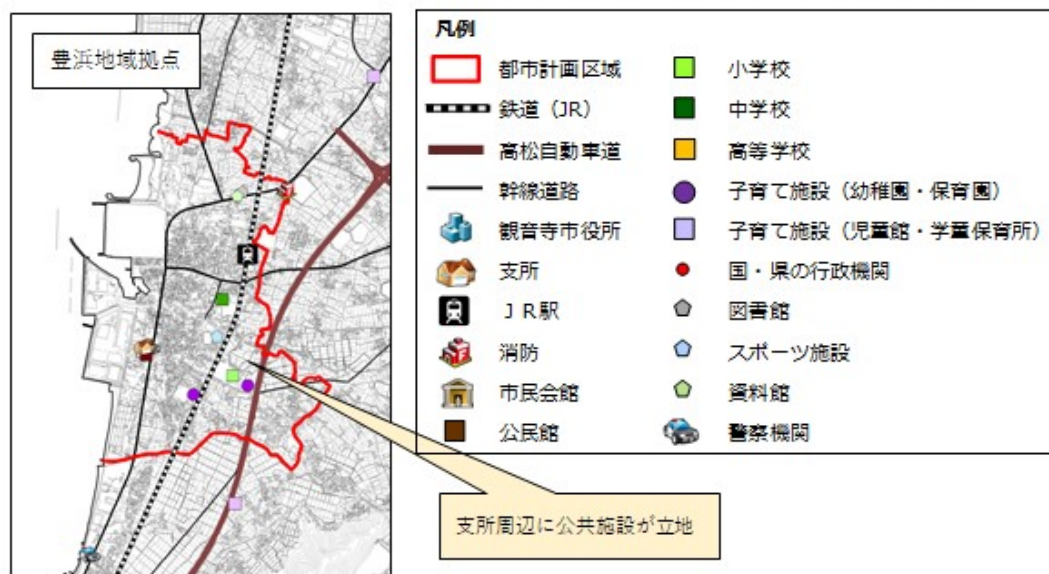 豊浜地域拠点
凡例
都市計画区域
鉄道（JR）
高松自動車道
幹線道路
観音寺市役所
支所
ＪＲ駅
消防
市民会館
公民館
小学校
中学校
高等学校
子育て施設（幼稚園・保育園）
子育て施設（児童館・学童保育所）
国・県の行政機関
図書館
スポーツ施設
資料館
警察機関
支所周辺に公共施設が立地